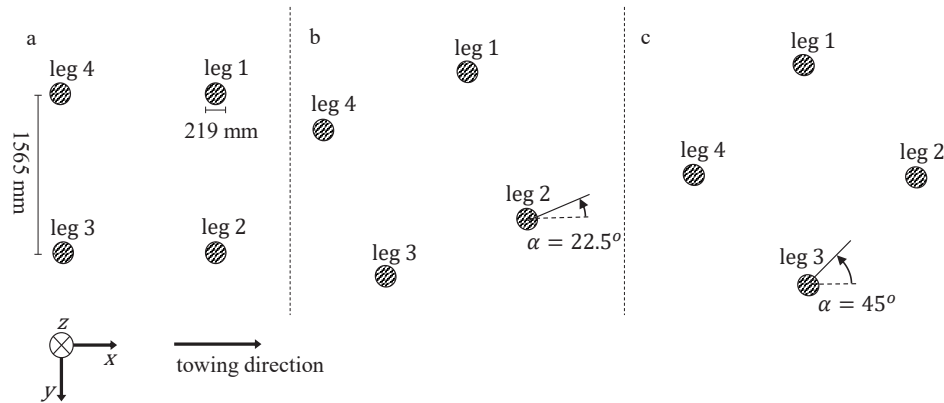 a
leg 4
leg 1
219 mm
1565 mm
leg 3
leg 2
b
leg 1
leg 4
leg 2
α = 22.5°
leg 3
c
leg 1
leg 4
leg 2
leg 3
α = 45°
z
x
y
towing direction